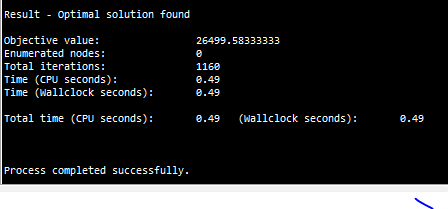 Result - Optimal solution found
Objective value: 26499.58333333
Enumerated nodes: 0
Total iterations: 1160
Time (CPU seconds): 0.49
Time (Wallclock seconds): 0.49
Total time (CPU seconds): 0.49 (Wallclock seconds): 0.49
Process completed successfully.